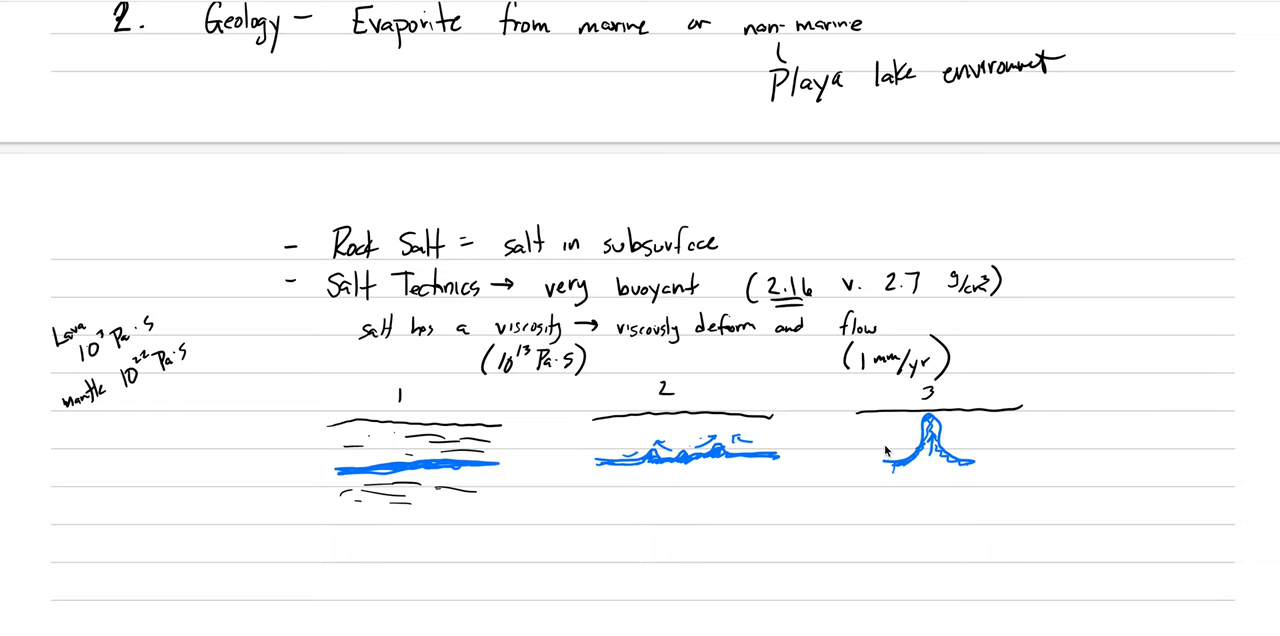 2. Geology - Evaporite from marine or non-marine
Playa lake environmet
- Rock Salt = salt in subsurface
- Salt Technics → very buoyant (2.16 v. 2.7 g/cm³)
salt has a viscosity → viscously deform and flow
(10¹³ Pa·s) (1 mm/yr)
Lava
10³ Pa·s
mantle 10²² Pa·s
1 2 3